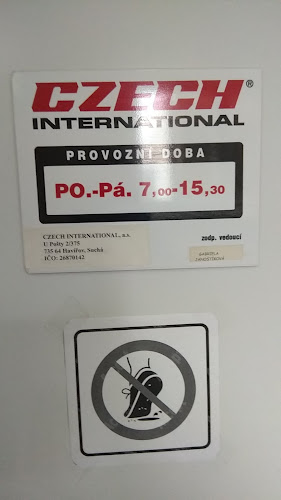 CZECH®
INTERNATIONAL
PROVOZNÍ DOBA
PO.-Pá. 7,00-15,30
CZECH INTERNATIONAL, a.s.
U Pošty 2/375
735 64 Havířov, Suchá
IČO: 26870142
zodp. vedoucí
GABRIELA